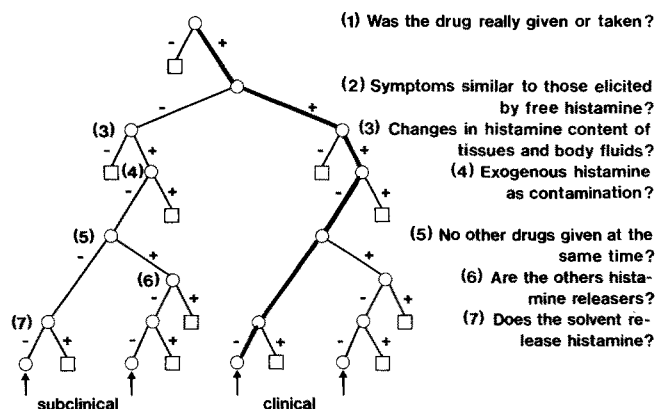 (1) Was the drug really given or taken?
- +
(2) Symptoms similar to those elicited
by free histamine?
- +
(3) (3) Changes in histamine content of
tissues and body fluids?
- + - +
(4) (4) Exogenous histamine
as contamination?
- + - +
(5) (5) No other drugs given at the
same time?
- + - +
(6) (6) Are the others hista-
mine releasers?
- + - +
(7) (7) Does the solvent re-
lease histamine?
- + - +
subclinical clinical